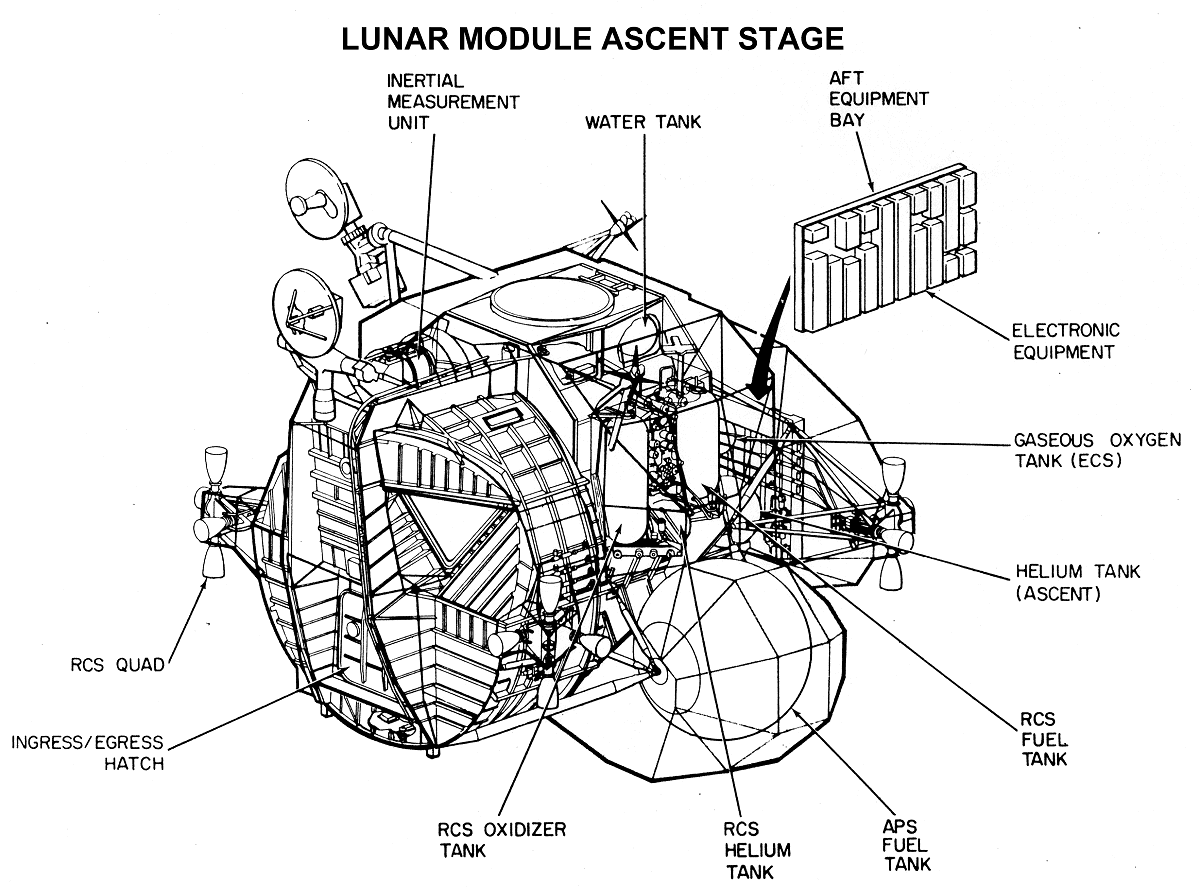 LUNAR MODULE ASCENT STAGE
INERTIAL
MEASUREMENT
UNIT
WATER TANK
AFT
EQUIPMENT
BAY
ELECTRONIC
EQUIPMENT
GASEOUS OXYGEN
TANK (ECS)
HELIUM TANK
(ASCENT)
RCS QUAD
INGRESS/EGRESS
HATCH
RCS OXIDIZER
TANK
RCS
HELIUM
TANK
APS
FUEL
TANK
RCS
FUEL
TANK